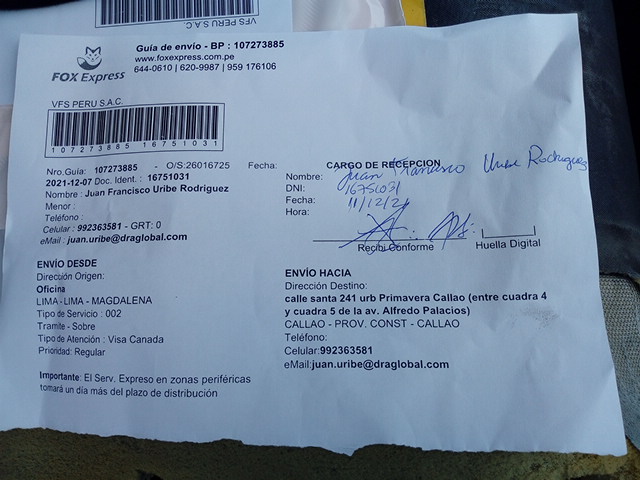 VFS PERU S.A.C.
FOX Express
Guía de envío - BP : 107273885
www.foxexpress.com.pe
644-0610 | 620-9987 | 959 176106
VFS PERU S.A.C.
107273885 16751031
Nro.Guía: 107273885 - O/S:26016725 Fecha:
2021-12-07 Doc. Ident. : 16751031
Nombre : Juan Francisco Uribe Rodriguez
Menor :
Teléfono :
Celular : 992363581 - GRT: 0
eMail : juan.uribe@draglobal.com
CARGO DE RECEPCION
Nombre: Juan Francisco Uribe Rodriguez
DNI: 16751031
Fecha: 11/12/21
Hora:
Recibí Conforme
Huella Digital
ENVÍO DESDE
Dirección Origen:
Oficina
LIMA - LIMA - MAGDALENA
Tipo de Servicio : 002
Tramite - Sobre
Tipo de Atención : Visa Canada
Prioridad: Regular
ENVÍO HACIA
Dirección Destino:
calle santa 241 urb Primavera Callao (entre cuadra 4
y cuadra 5 de la av. Alfredo Palacios)
CALLAO - PROV. CONST - CALLAO
Teléfono:
Celular:992363581
eMail:juan.uribe@draglobal.com
Importante: El Serv. Expreso en zonas periféricas
tomará un día más del plazo de distribución